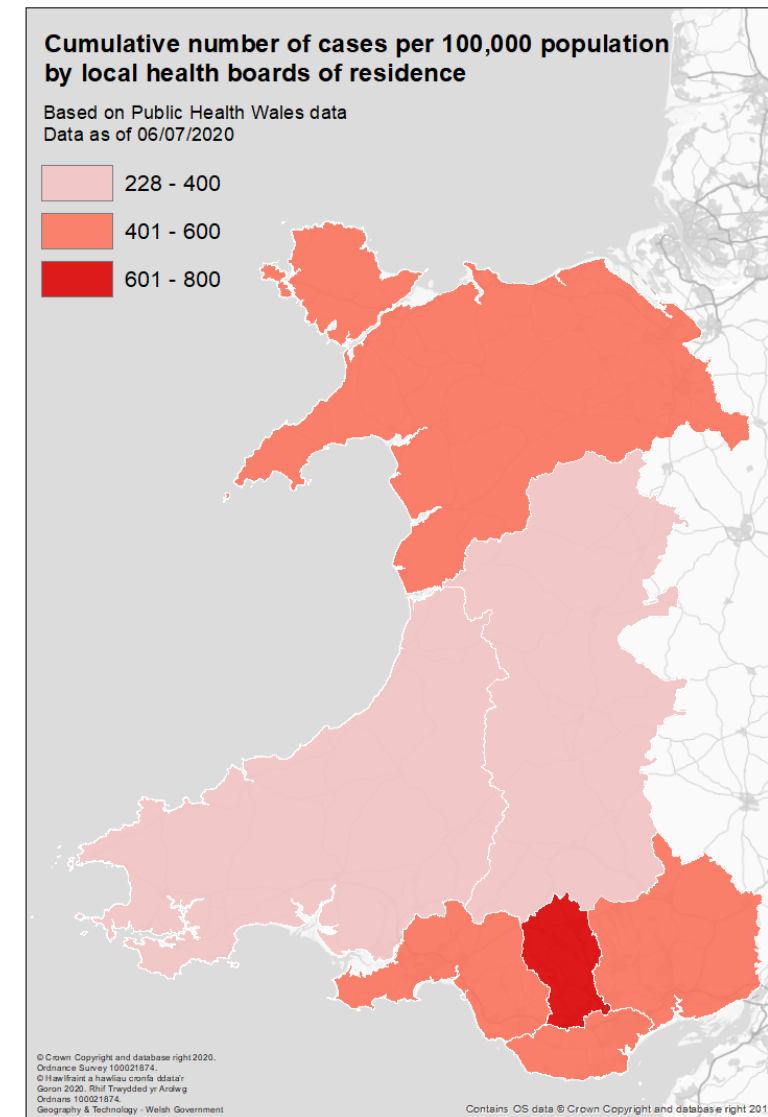 Cumulative number of cases per 100,000 population
by local health boards of residence
Based on Public Health Wales data
Data as of 06/07/2020
228 - 400
401 - 600
601 - 800
© Crown Copyright and database right 2020.
Ordnance Survey 100021874.
© Hawlfraint a hawliau cronfa ddata'r
Goron 2020. Rhif Trwydded yr Arolwg
Ordnans 100021874.
Geography & Technology - Welsh Government
Contains OS data © Crown Copyright and database right 201